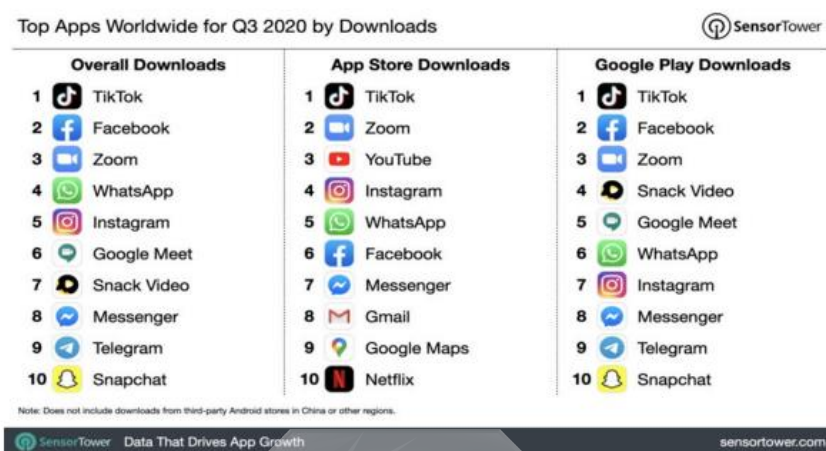 Top Apps Worldwide for Q3 2020 by Downloads
SensorTower
Overall Downloads
1 TikTok
2 Facebook
3 Zoom
4 WhatsApp
5 Instagram
6 Google Meet
7 Snack Video
8 Messenger
9 Telegram
10 Snapchat
App Store Downloads
1 TikTok
2 Zoom
3 YouTube
4 Instagram
5 WhatsApp
6 Facebook
7 Messenger
8 Gmail
9 Google Maps
10 Netflix
Google Play Downloads
1 TikTok
2 Facebook
3 Zoom
4 Snack Video
5 Google Meet
6 WhatsApp
7 Instagram
8 Messenger
9 Telegram
10 Snapchat
Note: Does not include downloads from third-party Android stores in China or other regions.
SensorTower Data That Drives App Growth
sensortower.com